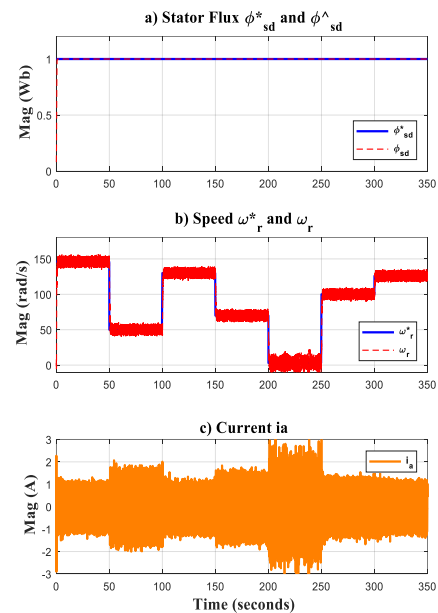 a) Stator Flux ϕ*sd and ϕ^sd
Mag (Wb)
1
0.5
0
ϕ*sd
ϕsd
0 50 100 150 200 250 300 350
b) Speed ω*r and ωr
Mag (rad/s)
150
100
50
0
ω*r
ωr
0 50 100 150 200 250 300 350
c) Current ia
Mag (A)
3
2
1
0
-1
-2
-3
ia
0 50 100 150 200 250 300 350
Time (seconds)